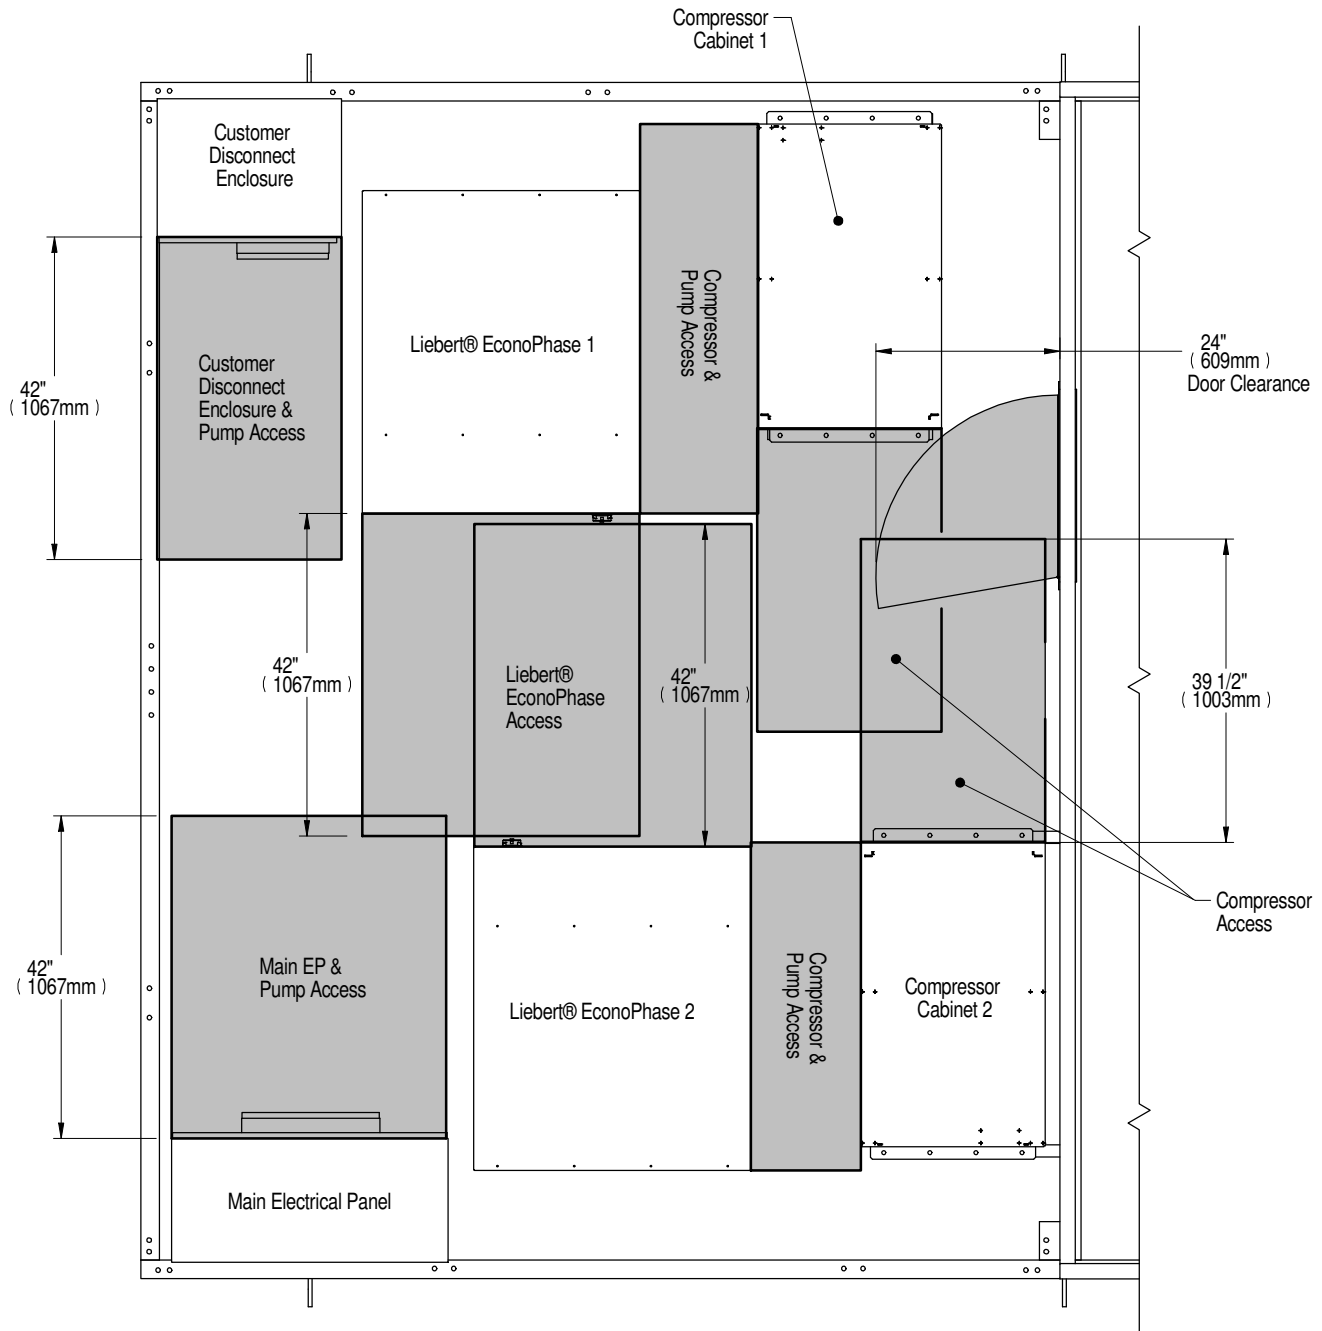 Compressor
Cabinet 1
Customer
Disconnect
Enclosure
Compressor &
Pump Access
Liebert® EconoPhase 1
24"
( 609mm )
Door Clearance
Customer
Disconnect
Enclosure &
Pump Access
42"
( 1067mm )
42"
( 1067mm )
Liebert®
EconoPhase
Access
42"
( 1067mm )
39 1/2"
( 1003mm )
Compressor
Access
42"
( 1067mm )
Main EP &
Pump Access
Liebert® EconoPhase 2
Compressor &
Pump Access
Compressor
Cabinet 2
Main Electrical Panel